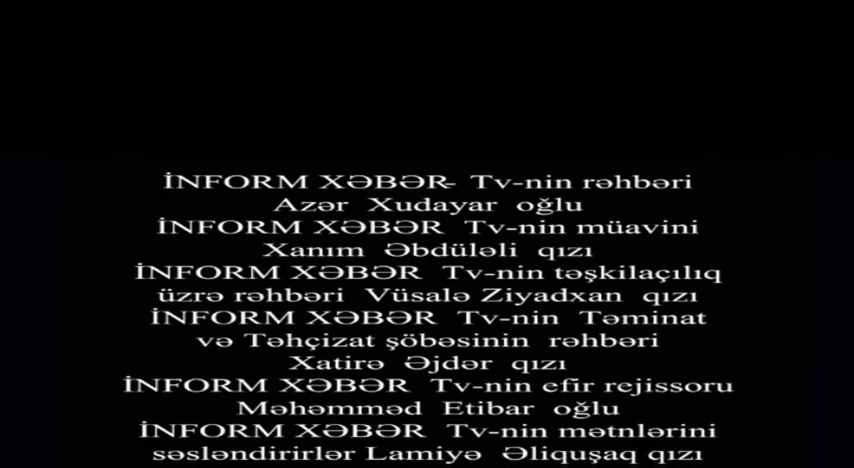 İNFORM XƏBƏR- Tv-nin rəhbəri
Azər Xudayar oğlu
İNFORM XƏBƏR Tv-nin müavini
Xanım Əbdüləli qızı
İNFORM XƏBƏR Tv-nin təşkilaçılıq
üzrə rəhbəri Vüsalə Ziyadxan qızı
İNFORM XƏBƏR Tv-nin Təminat
və Təhçizat şöbəsinin rəhbəri
Xatirə Əjdər qızı
İNFORM XƏBƏR Tv-nin efir rejissoru
Məhəmməd Etibar oğlu
İNFORM XƏBƏR Tv-nin mətnlərini
səsləndirirlər Lamiyə Əliquşaq qızı